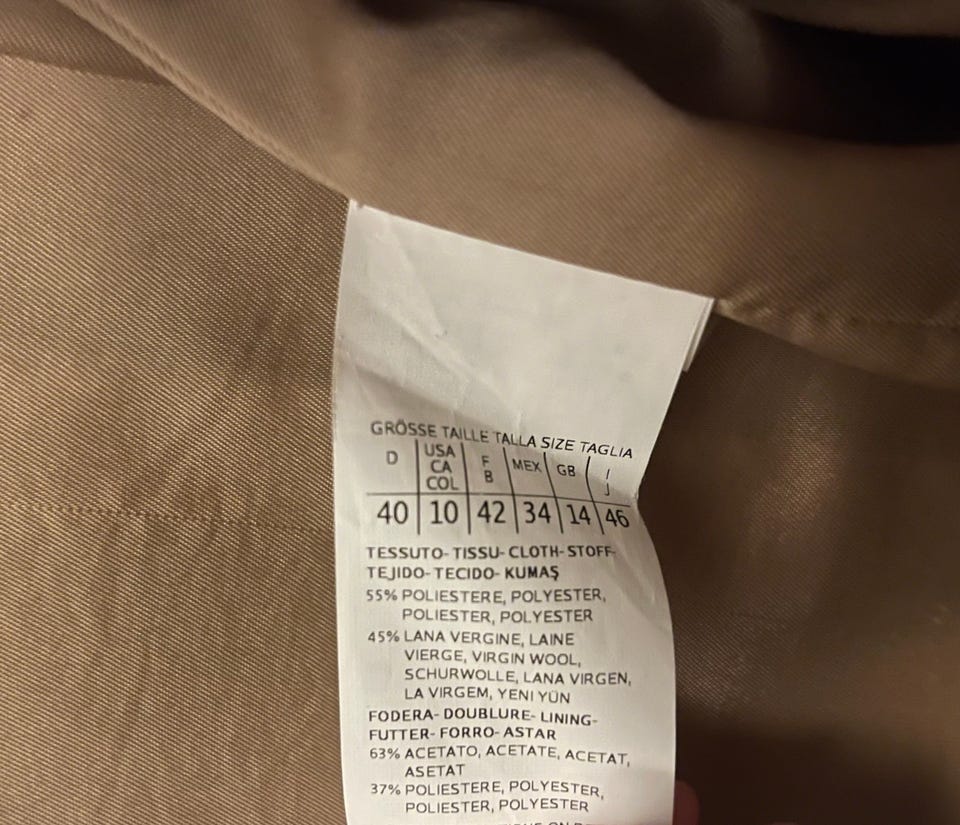 GRÖSSE TAILLE TALLA SIZE TAGLIA
D USA CA COL F B MEX GB I J
40 10 42 34 14 46
TESSUTO-TISSU-CLOTH-STOFF-
TEJIDO-TECIDO-KUMAŞ
55% POLIESTERE, POLYESTER,
POLIESTER, POLYESTER
45% LANA VERGINE, LAINE
VIERGE, VIRGIN WOOL,
SCHURWOLLE, LANA VIRGEN,
LA VIRGEM, YENI YÜN
FODERA-DOUBLURE-LINING-
FUTTER-FORRO-ASTAR
63% ACETATO, ACETATE, ACETAT,
ASETAT
37% POLIESTERE, POLYESTER,
POLIESTER, POLYESTER